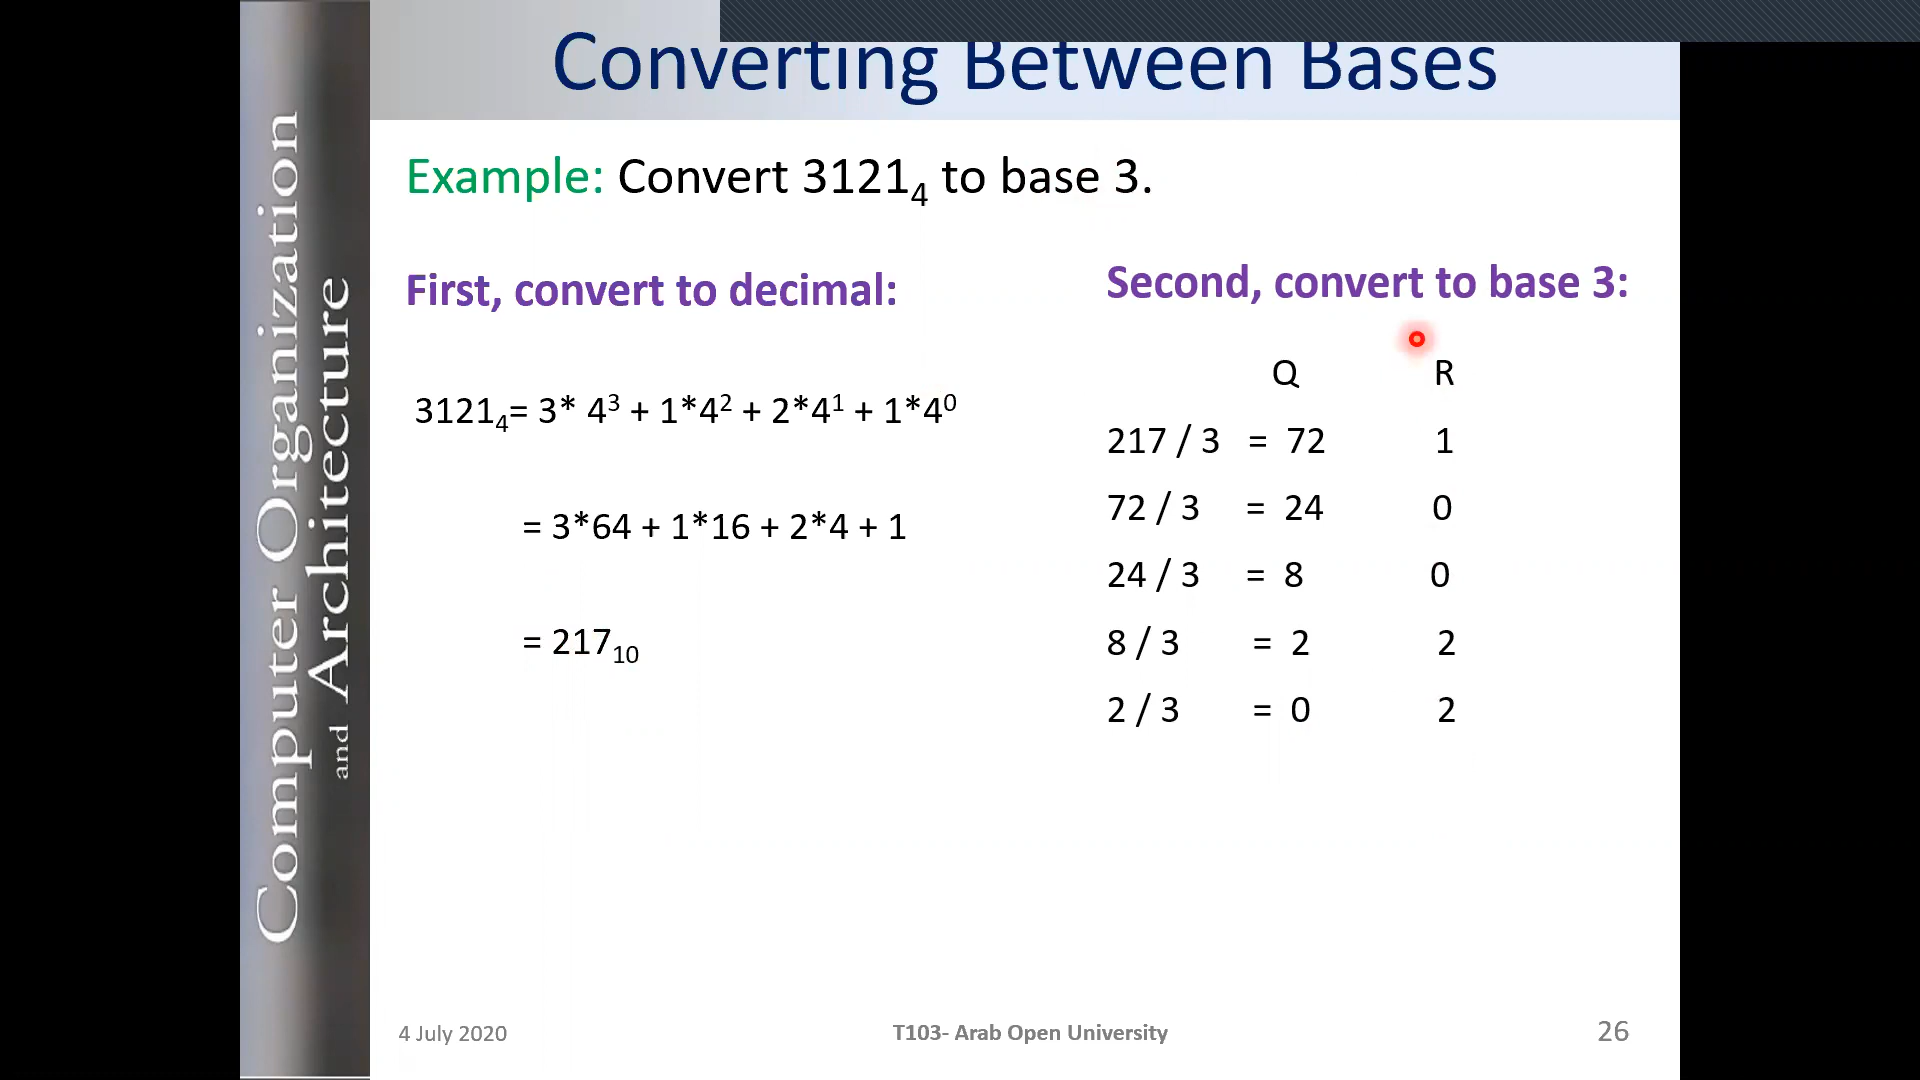 Converting Between Bases
Computer Organization
and Architecture
Example: Convert 3121₄ to base 3.
First, convert to decimal:
3121₄= 3* 4³ + 1*4² + 2*4¹ + 1*4⁰
= 3*64 + 1*16 + 2*4 + 1
= 217₁₀
Second, convert to base 3:
Q R
217 / 3 = 72 1
72 / 3 = 24 0
24 / 3 = 8 0
8 / 3 = 2 2
2 / 3 = 0 2
4 July 2020
T103- Arab Open University
26